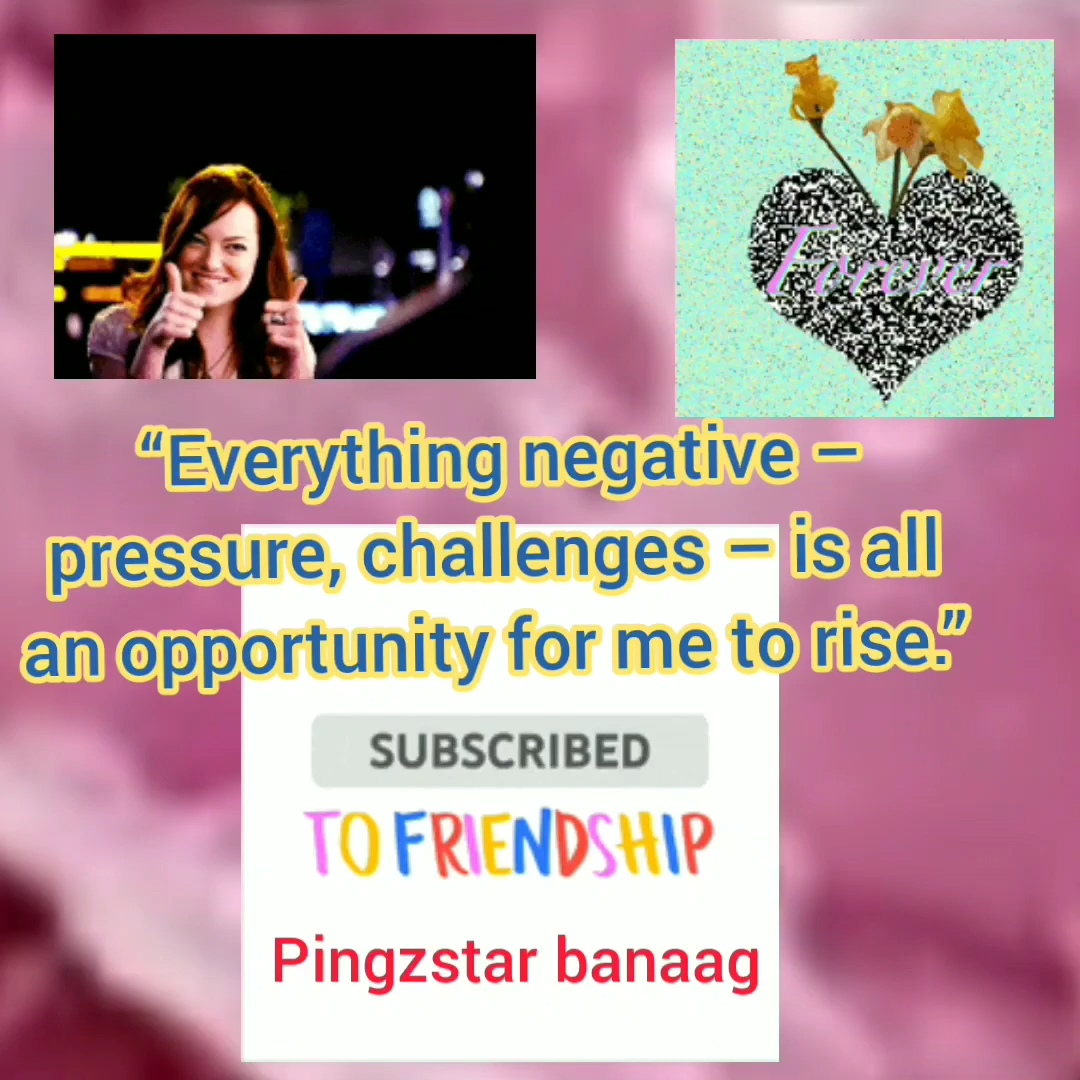 Forever
“Everything negative –
pressure, challenges – is all
an opportunity for me to rise.”
SUBSCRIBED
TO FRIENDSHIP
Pingzstar banaag